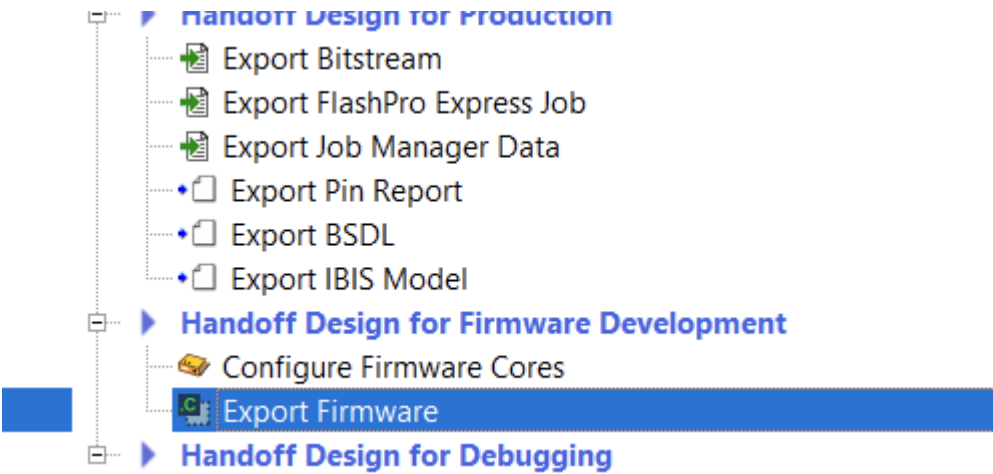 Handoff Design for Production
Export Bitstream
Export FlashPro Express Job
Export Job Manager Data
Export Pin Report
Export BSDL
Export IBIS Model
Handoff Design for Firmware Development
Configure Firmware Cores
Export Firmware
Handoff Design for Debugging